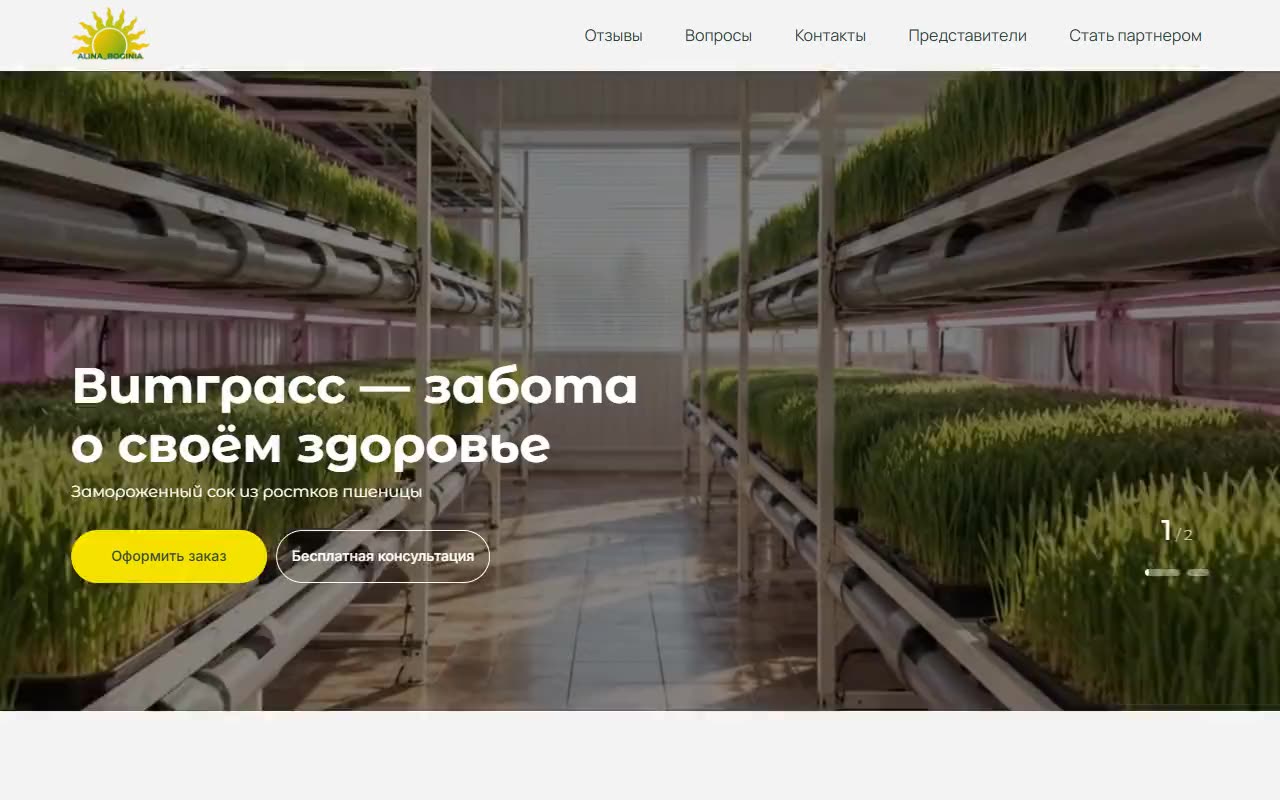 ALINA_ROGINIA
Отзывы
Вопросы
Контакты
Представители
Стать партнером
Витграсс — забота
о своём здоровье
Замороженный сок из ростков пшеницы
Оформить заказ
Бесплатная консультация
1 / 2